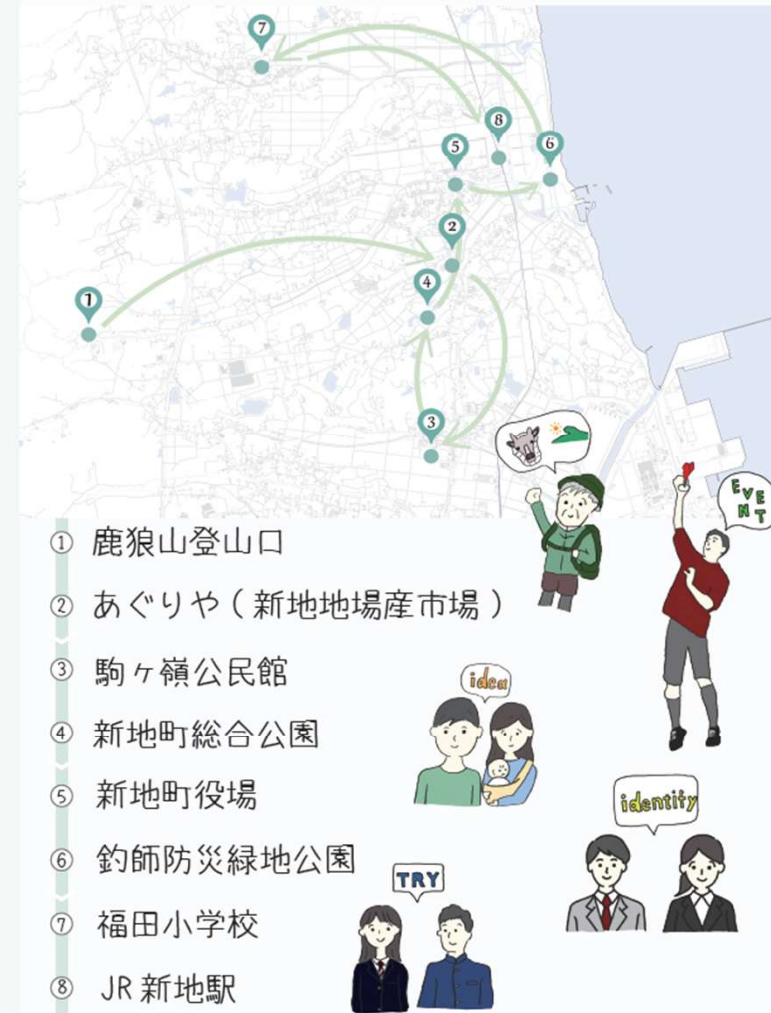 ⑦
⑧
⑤
⑥
②
①
④
③
EVENT
① 鹿狼山登山口
② あぐりや（新地地場産市場）
③ 駒ヶ嶺公民館
idea
④ 新地町総合公園
⑤ 新地町役場
identity
⑥ 釣師防災緑地公園
TRY
⑦ 福田小学校
⑧ JR新地駅